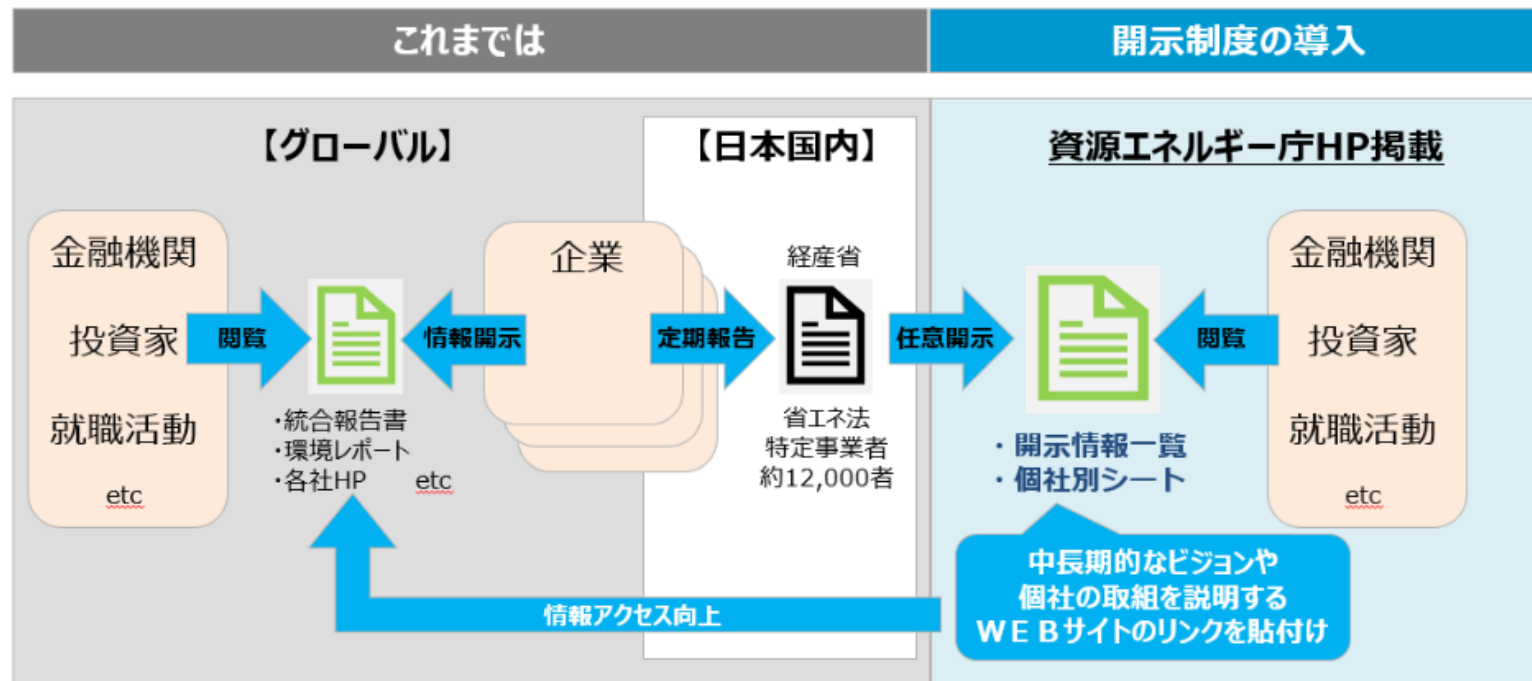 これまでは
開示制度の導入
【グローバル】
【日本国内】
資源エネルギー庁HP掲載
金融機関
投資家
就職活動
etc
閲覧
・統合報告書
・環境レポート
・各社HP etc
情報開示
企業
定期報告
経産省
省エネ法
特定事業者
約12,000者
任意開示
・開示情報一覧
・個社別シート
閲覧
金融機関
投資家
就職活動
etc
情報アクセス向上
中長期的なビジョンや
個社の取組を説明する
WEBサイトのリンクを貼付け